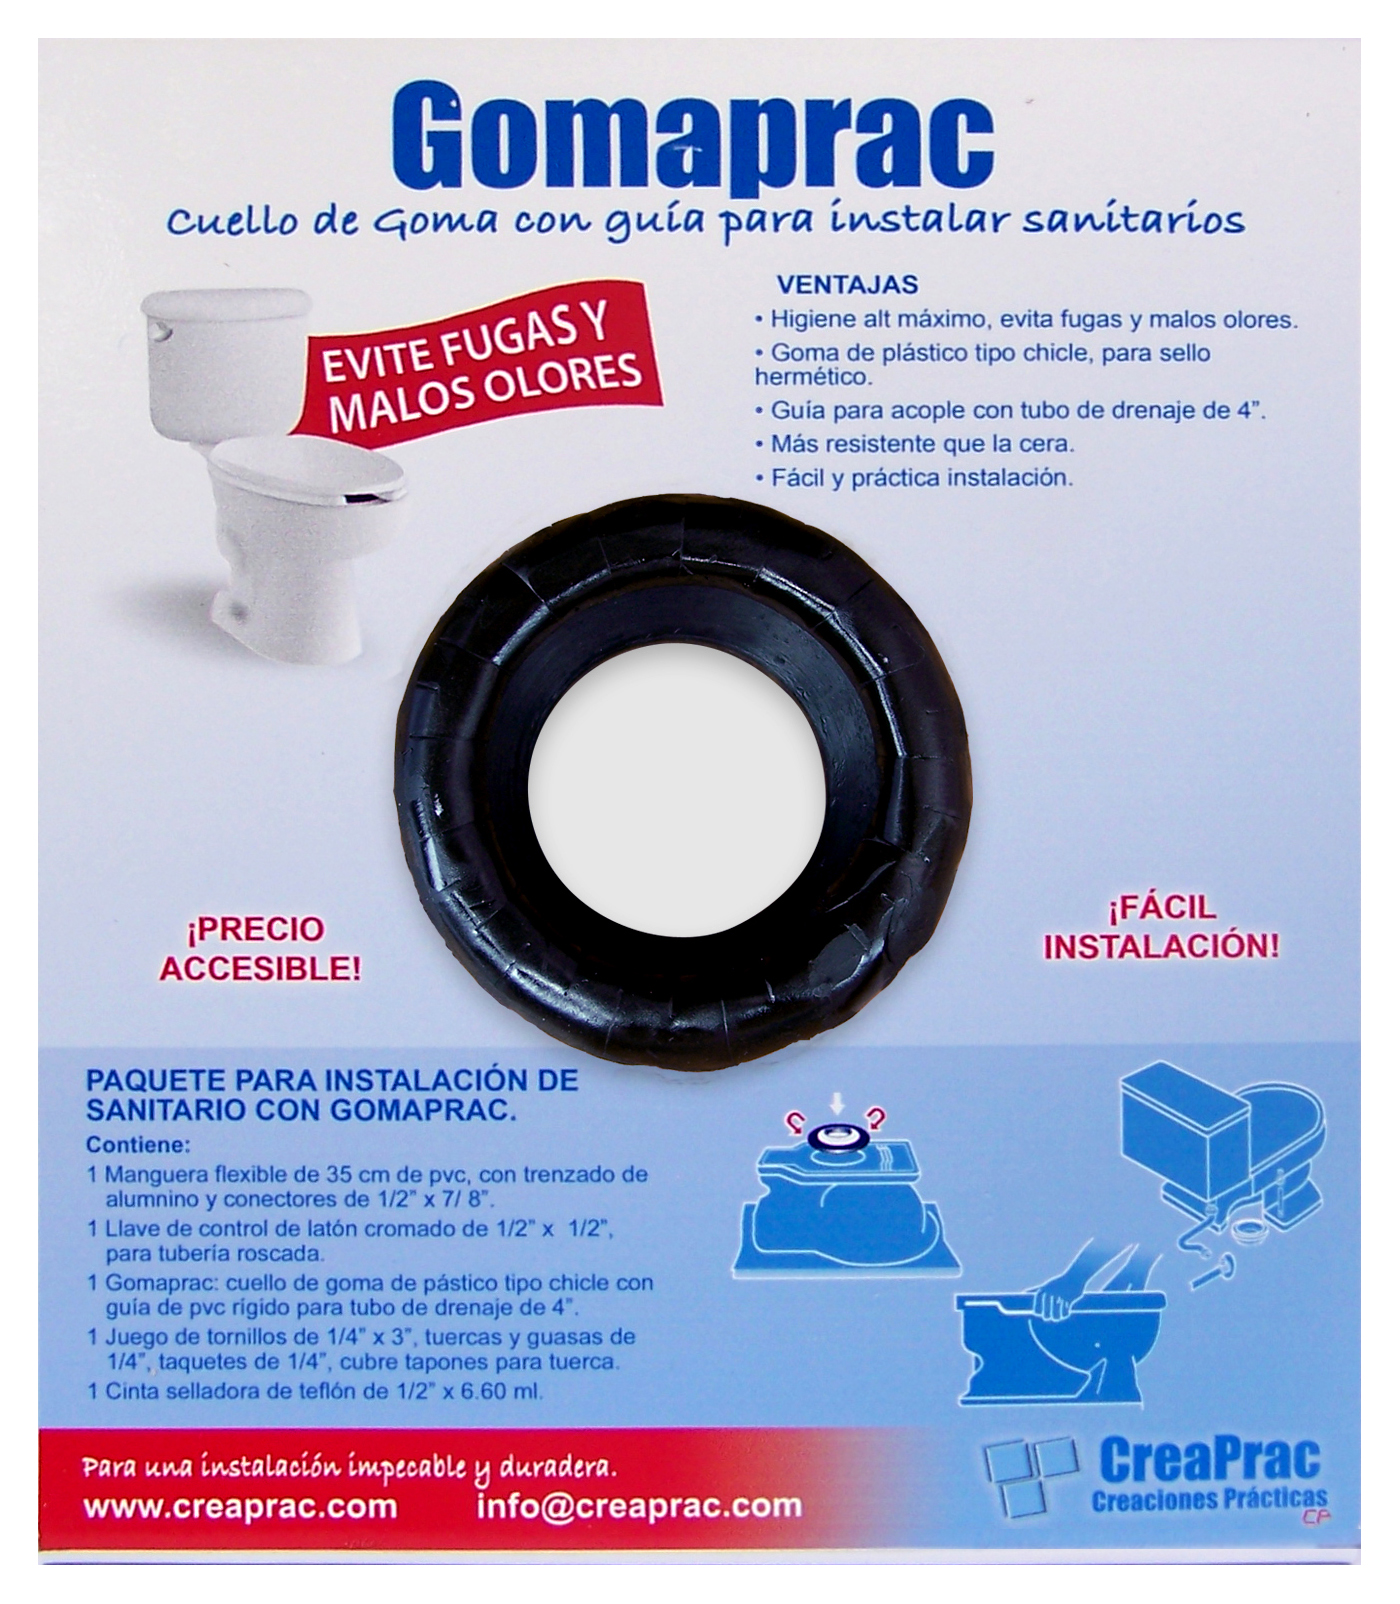 Gomaprac
Cuello de Goma con guía para instalar sanitarios
EVITE FUGAS Y
MALOS OLORES
VENTAJAS
• Higiene alt máximo, evita fugas y malos olores.
• Goma de plástico tipo chicle, para sello
hermético.
• Guía para acople con tubo de drenaje de 4”.
• Más resistente que la cera.
• Fácil y práctica instalación.
¡PRECIO
ACCESIBLE!
¡FÁCIL
INSTALACIÓN!
PAQUETE PARA INSTALACIÓN DE
SANITARIO CON GOMAPRAC.
Contiene:
1 Manguera flexible de 35 cm de pvc, con trenzado de
alumnino y conectores de 1/2” x 7/ 8”.
1 Llave de control de latón cromado de 1/2” x 1/2”,
para tubería roscada.
1 Gomaprac: cuello de goma de pástico tipo chicle con
guía de pvc rígido para tubo de drenaje de 4”.
1 Juego de tornillos de 1/4” x 3”, tuercas y guasas de
1/4”, taquetes de 1/4”, cubre tapones para tuerca.
1 Cinta selladora de teflón de 1/2” x 6.60 ml.
Para una instalación impecable y duradera.
www.creaprac.com info@creaprac.com
CreaPrac
Creaciones Prácticas
CP